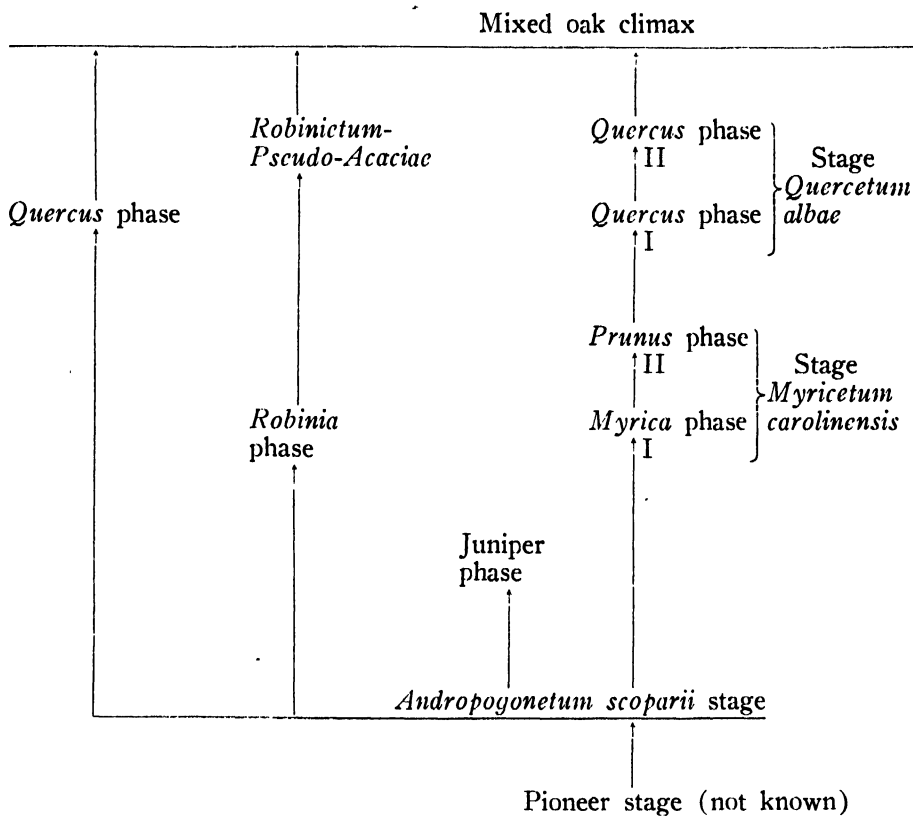 Mixed oak climax
Robinictum-
Pseudo-Acaciae
Quercus phase
II
Stage
Quercetum
albae
Quercus phase
Quercus phase
I
Prunus phase
II
Stage
Myricetum
carolinensis
Robinia
phase
Myrica phase
I
Juniper
phase
Andropogonetum scoparii stage
Pioneer stage (not known)